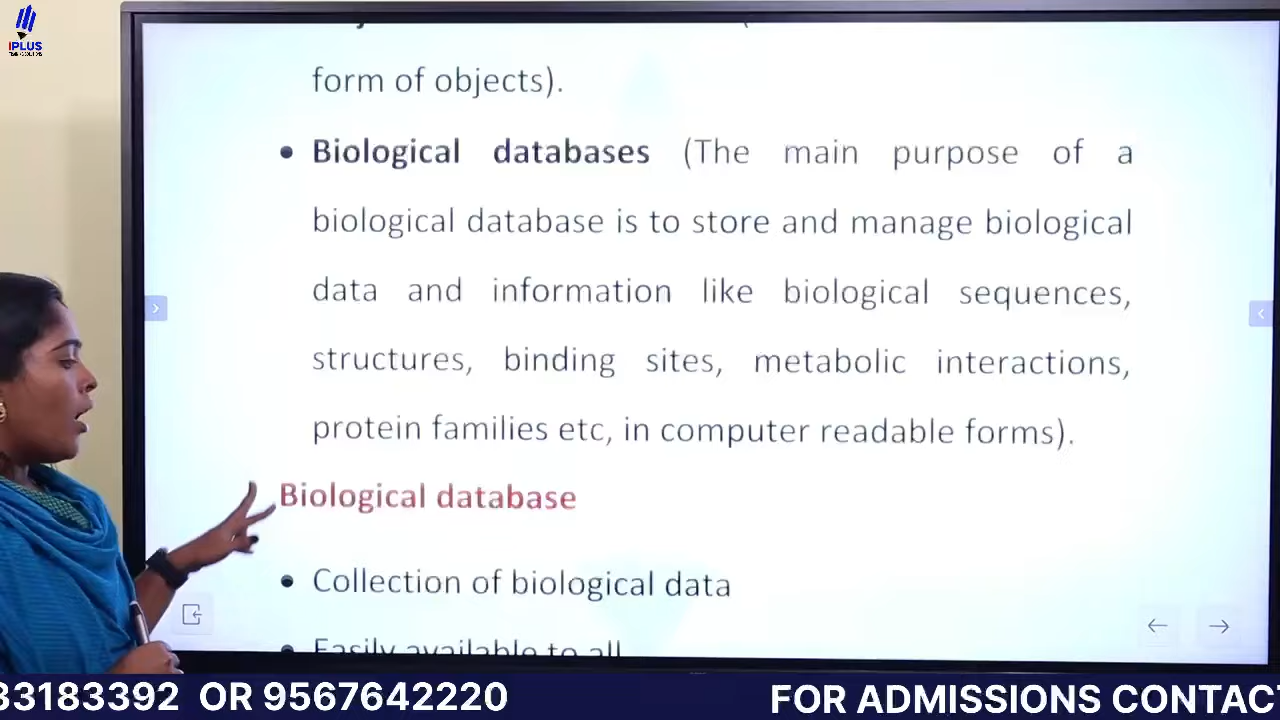 IPLUS
form of objects).
• Biological databases (The main purpose of a
biological database is to store and manage biological
data and information like biological sequences,
structures, binding sites, metabolic interactions,
protein families etc, in computer readable forms).
Biological database
• Collection of biological data
• Easily available to all
33183392 OR 9567642220 FOR ADMISSIONS CONTACT